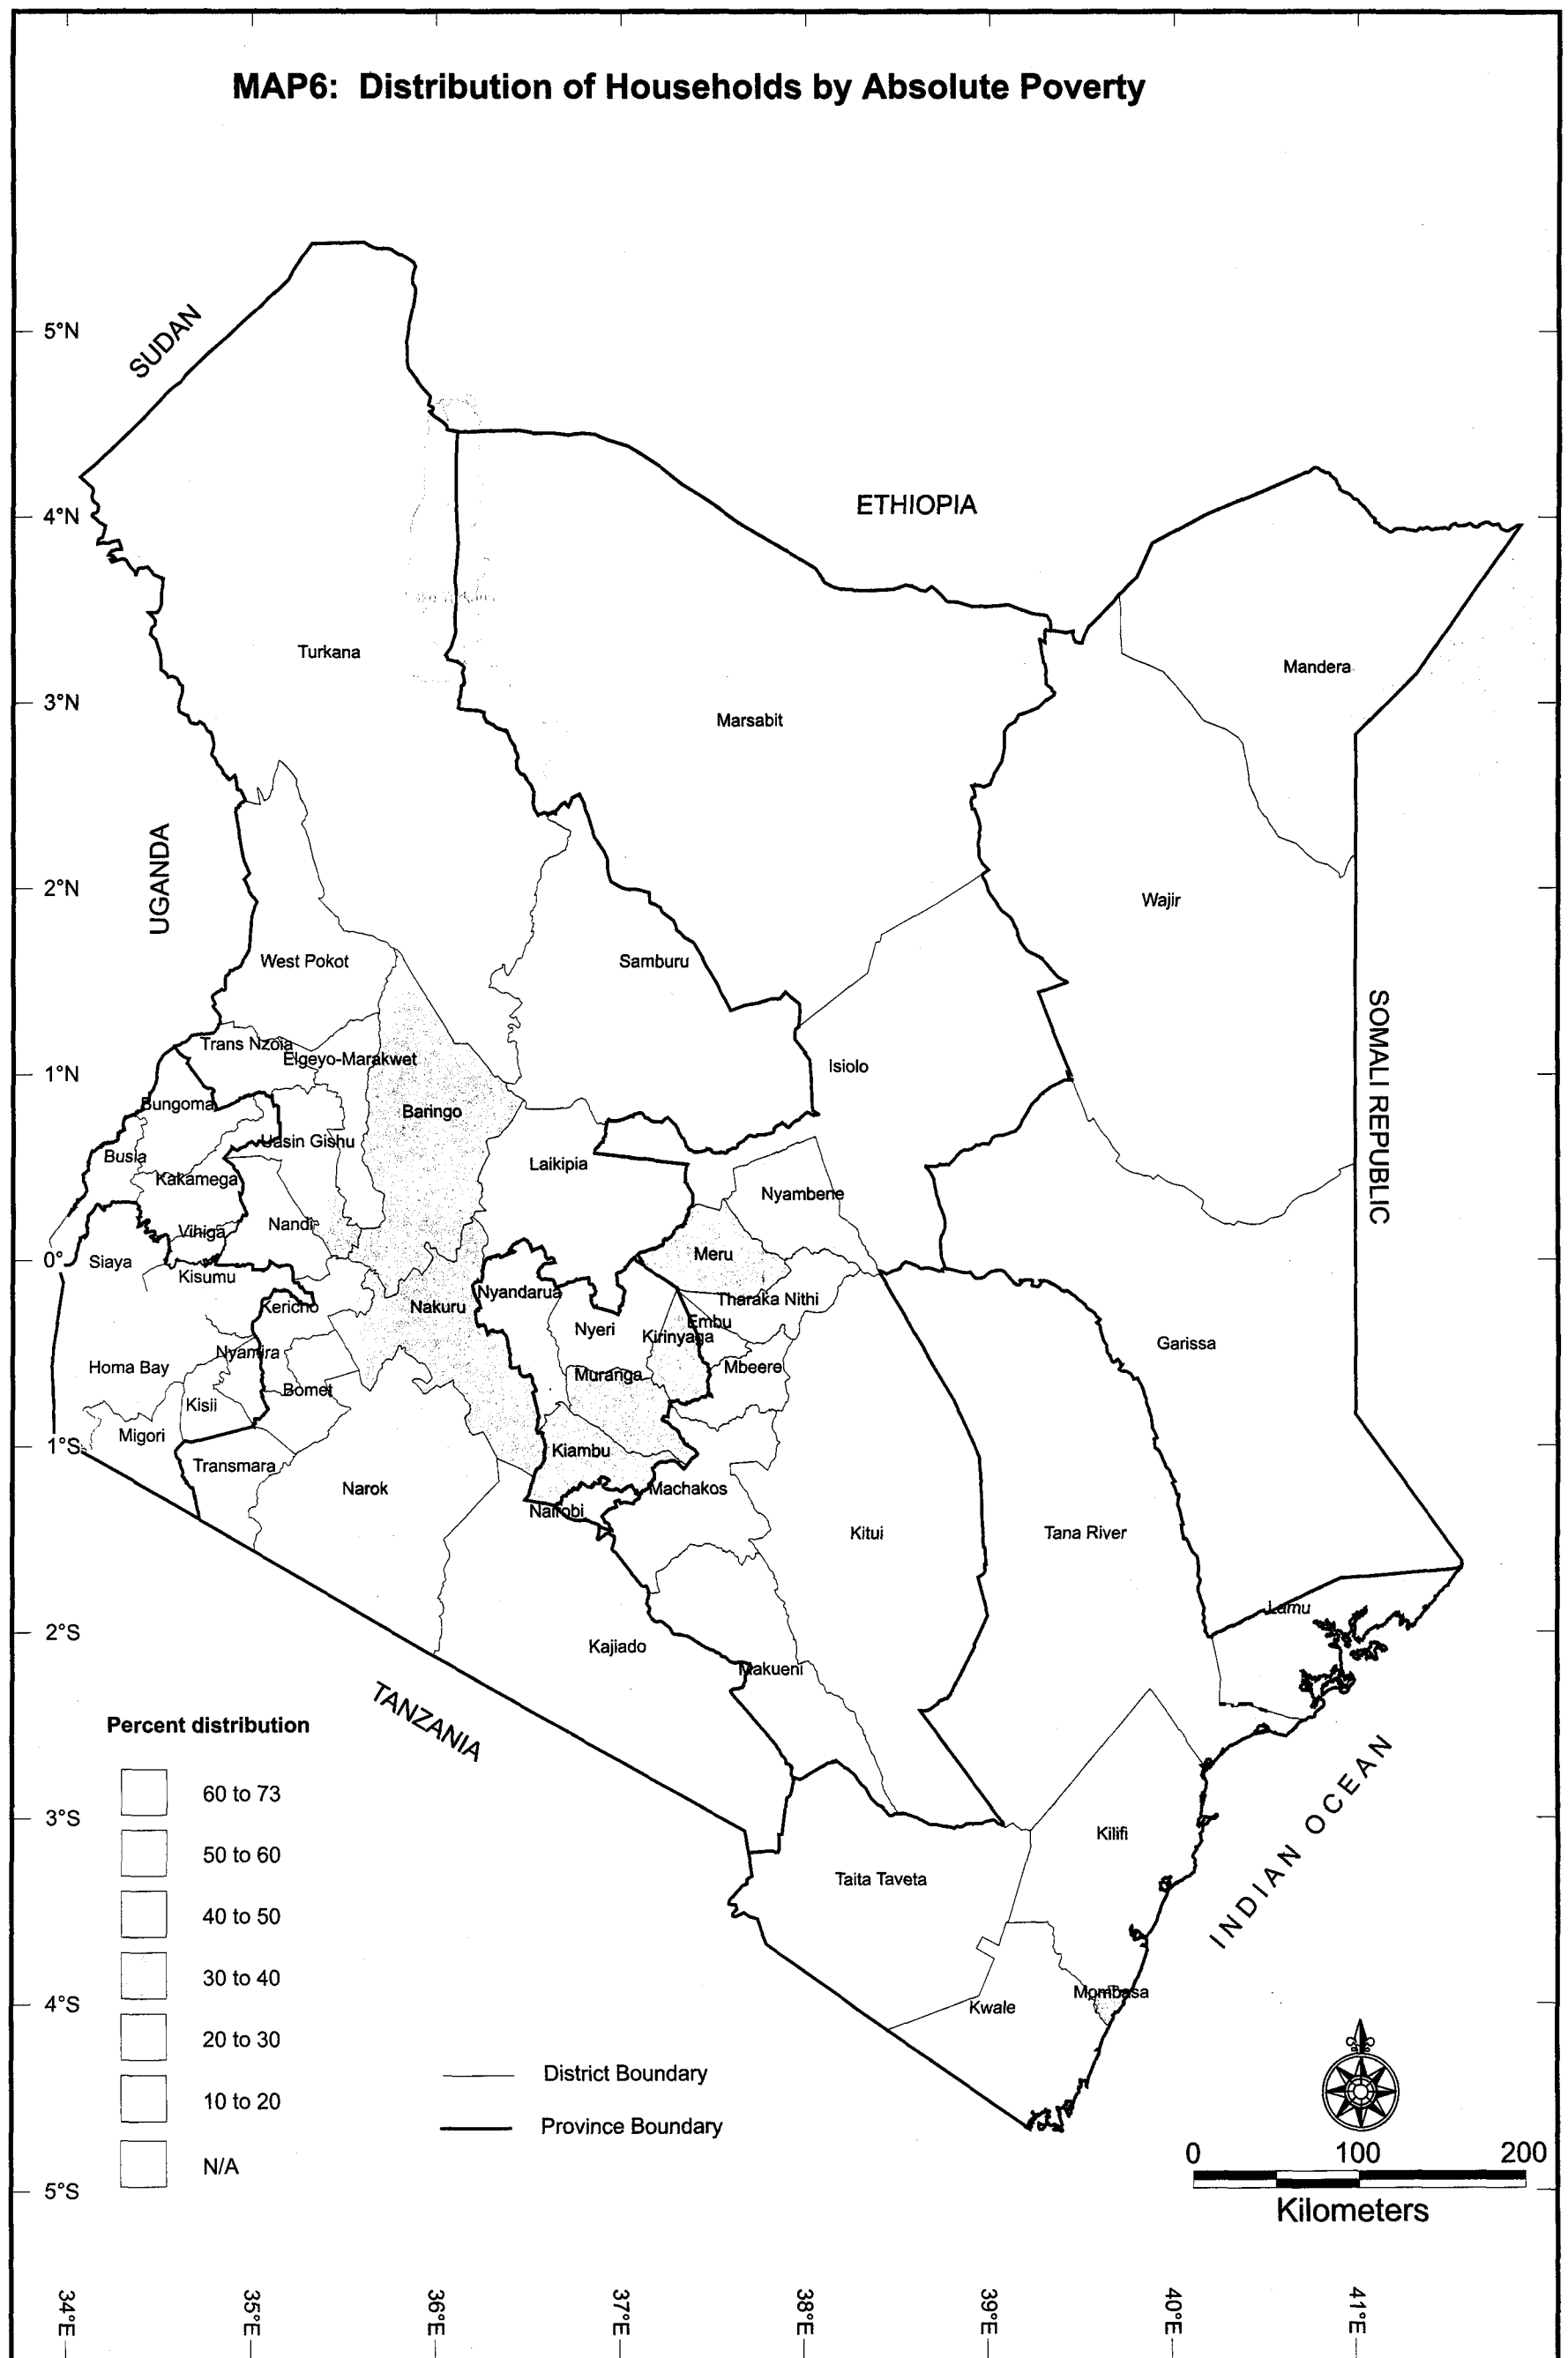 MAP6: Distribution of Households by Absolute Poverty
SUDAN
5°N
ETHIOPIA
4°N
Turkana
Mandera
3°N
Marsabit
UGANDA
2°N
Wajir
West Pokot
Samburu
SOMALI REPUBLIC
Trans Nzoia
Elgeyo-Marakwet
1°N
Isiolo
Bungoma
Baringo
Uasin Gishu
Busia
Laikipia
Kakamega
Nyambene
Vihiga
Nandi
0°
Siaya
Meru
Kisumu
Nyandarua
Kericho
Nakuru
Tharaka Nithi
Nyeri
Embu
Kirinyaga
Garissa
Nyamira
Homa Bay
Mbeere
Muranga
Bomet
Kisii
Migori
1°S
Kiambu
Transmara
Narok
Machakos
Nairobi
Kitui
Tana River
Lamu
2°S
Kajiado
Makueni
TANZANIA
INDIAN OCEAN
Percent distribution
60 to 73
3°S
Kilifi
50 to 60
Taita Taveta
40 to 50
30 to 40
Mombasa
4°S
Kwale
20 to 30
District Boundary
10 to 20
Province Boundary
N/A
0 100 200
5°S
Kilometers
34°E 35°E 36°E 37°E 38°E 39°E 40°E 41°E